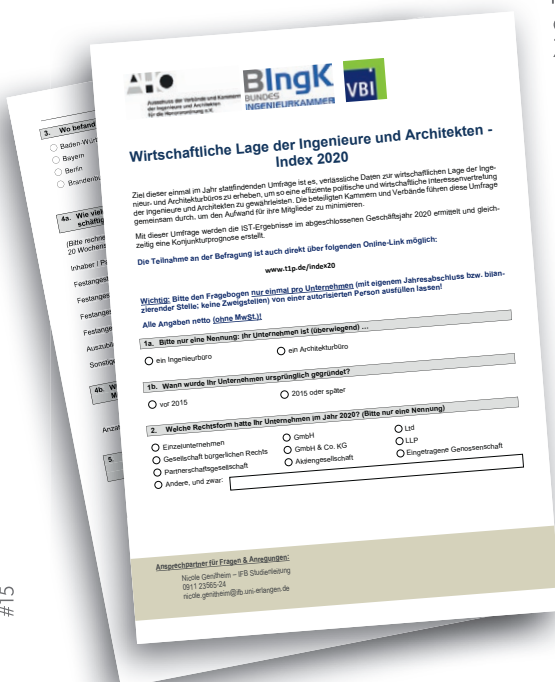 AHO
Ausschuss der Verbände und Kammern
der Ingenieure und Architekten
für die Honorarordnung e.V.
BIngK
BUNDES
INGENIEURKAMMER
VBI
Wirtschaftliche Lage der Ingenieure und Architekten -
Index 2020
Ziel dieser einmal im Jahr stattfindenden Umfrage ist es, verlässliche Daten zur wirtschaftlichen Lage der Inge-
nieur- und Architekturbüros zu erheben, um so eine effiziente politische und wirtschaftliche Interessenvertretung
der Ingenieure und Architekten zu gewährleisten. Die beteiligten Kammern und Verbände führen diese Umfrage
gemeinsam durch, um den Aufwand für ihre Mitglieder zu minimieren.
Mit dieser Umfrage werden die IST-Ergebnisse im abgeschlossenen Geschäftsjahr 2020 ermittelt und gleich-
zeitig eine Konjunkturprognose erstellt.
Die Teilnahme an der Befragung ist auch direkt über folgenden Online-Link möglich:
www.t1p.de/index20
Wichtig: Bitte den Fragebogen nur einmal pro Unternehmen (mit eigenem Jahresabschluss bzw. bilan-
zierender Stelle; keine Zweigstellen) von einer autorisierten Person ausfüllen lassen!
Alle Angaben netto (ohne MwSt.)!
1a. Bitte nur eine Nennung: Ihr Unternehmen ist (überwiegend) ...
ein Ingenieurbüro
ein Architekturbüro
1b. Wann wurde Ihr Unternehmen ursprünglich gegründet?
vor 2015
2015 oder später
2. Welche Rechtsform hatte Ihr Unternehmen im Jahr 2020? (Bitte nur eine Nennung)
Einzelunternehmen
Gesellschaft bürgerlichen Rechts
Partnerschaftsgesellschaft
Andere, und zwar:
GmbH
GmbH & Co. KG
Aktiengesellschaft
Ltd
LLP
Eingetragene Genossenschaft
Ansprechpartner für Fragen & Anregungen:
Nicole Genitheim – IFB Studienleitung
0911 23565-24
nicole.genitheim@ifb.uni-erlangen.de
3. Wo befand
Baden-Würt
Bayern
Berlin
Brandenbu
4a. Wie viel
schäftig
(Bitte rechne
20 Wochens
Inhaber / P
Festangest
Festanges
Festanges
Festange
Auszubil
Sonstige
4b. W
Anzah
5.
#15